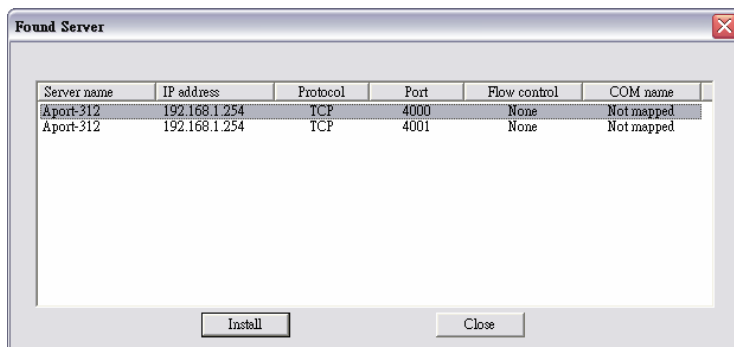 Found Server
Server name IP address Protocol Port Flow control COM name
Aport-312 192.168.1.254 TCP 4000 None Not mapped
Aport-312 192.168.1.254 TCP 4001 None Not mapped
Install Close